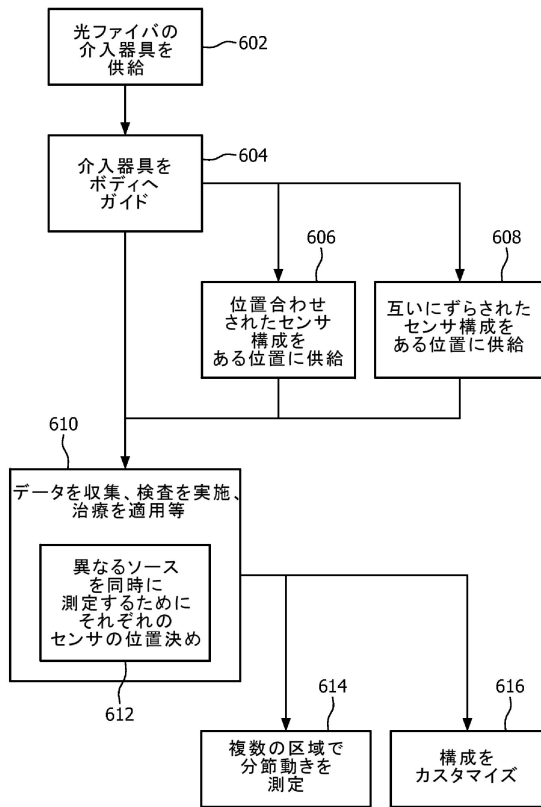 光ファイバの
介入器具を
供給
602
介入器具を
ボディへ
ガイド
604
606
位置合わせ
されたセンサ
構成を
ある位置に供給
608
互いにずらされた
センサ構成を
ある位置に供給
610
データを収集、検査を実施、
治療を適用等
異なるソース
を同時に
測定するために
それぞれの
センサの位置決め
612
614
複数の区域で
分節動きを
測定
616
構成を
カスタマイズ